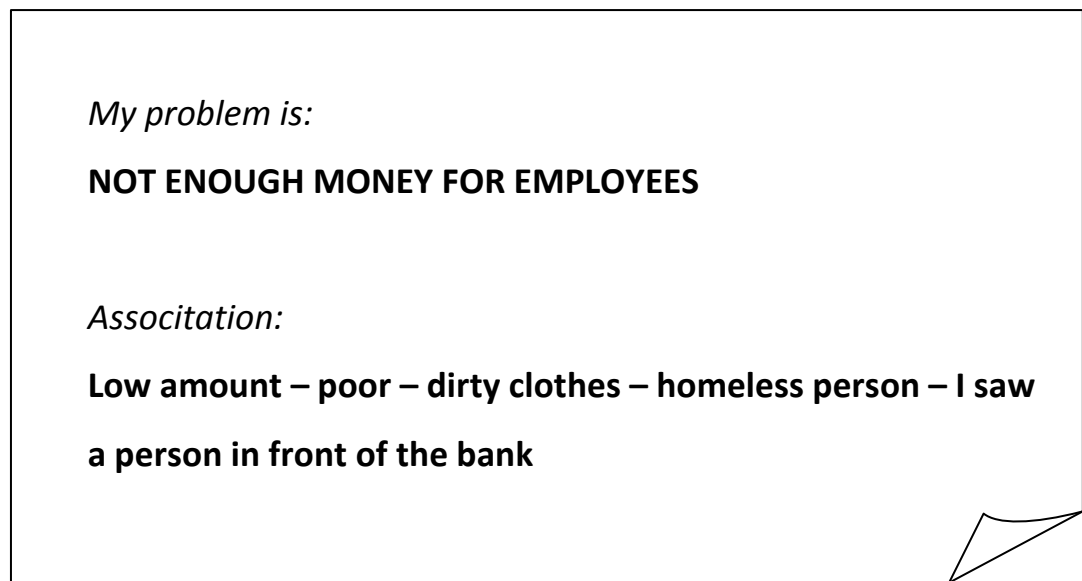 My problem is:
NOT ENOUGH MONEY FOR EMPLOYEES
Associtation:
Low amount – poor – dirty clothes – homeless person – I saw
a person in front of the bank